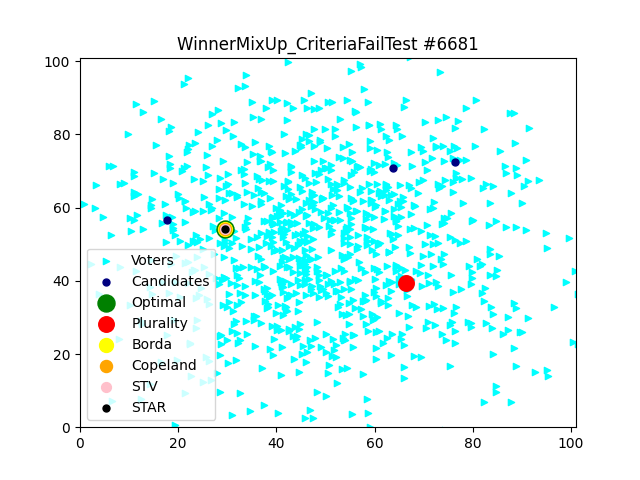 WinnerMixUp_CriteriaFailTest #6681
100
80
60
40
20
0
Voters
Candidates
Optimal
Plurality
Borda
Copeland
STV
STAR
0 20 40 60 80 100